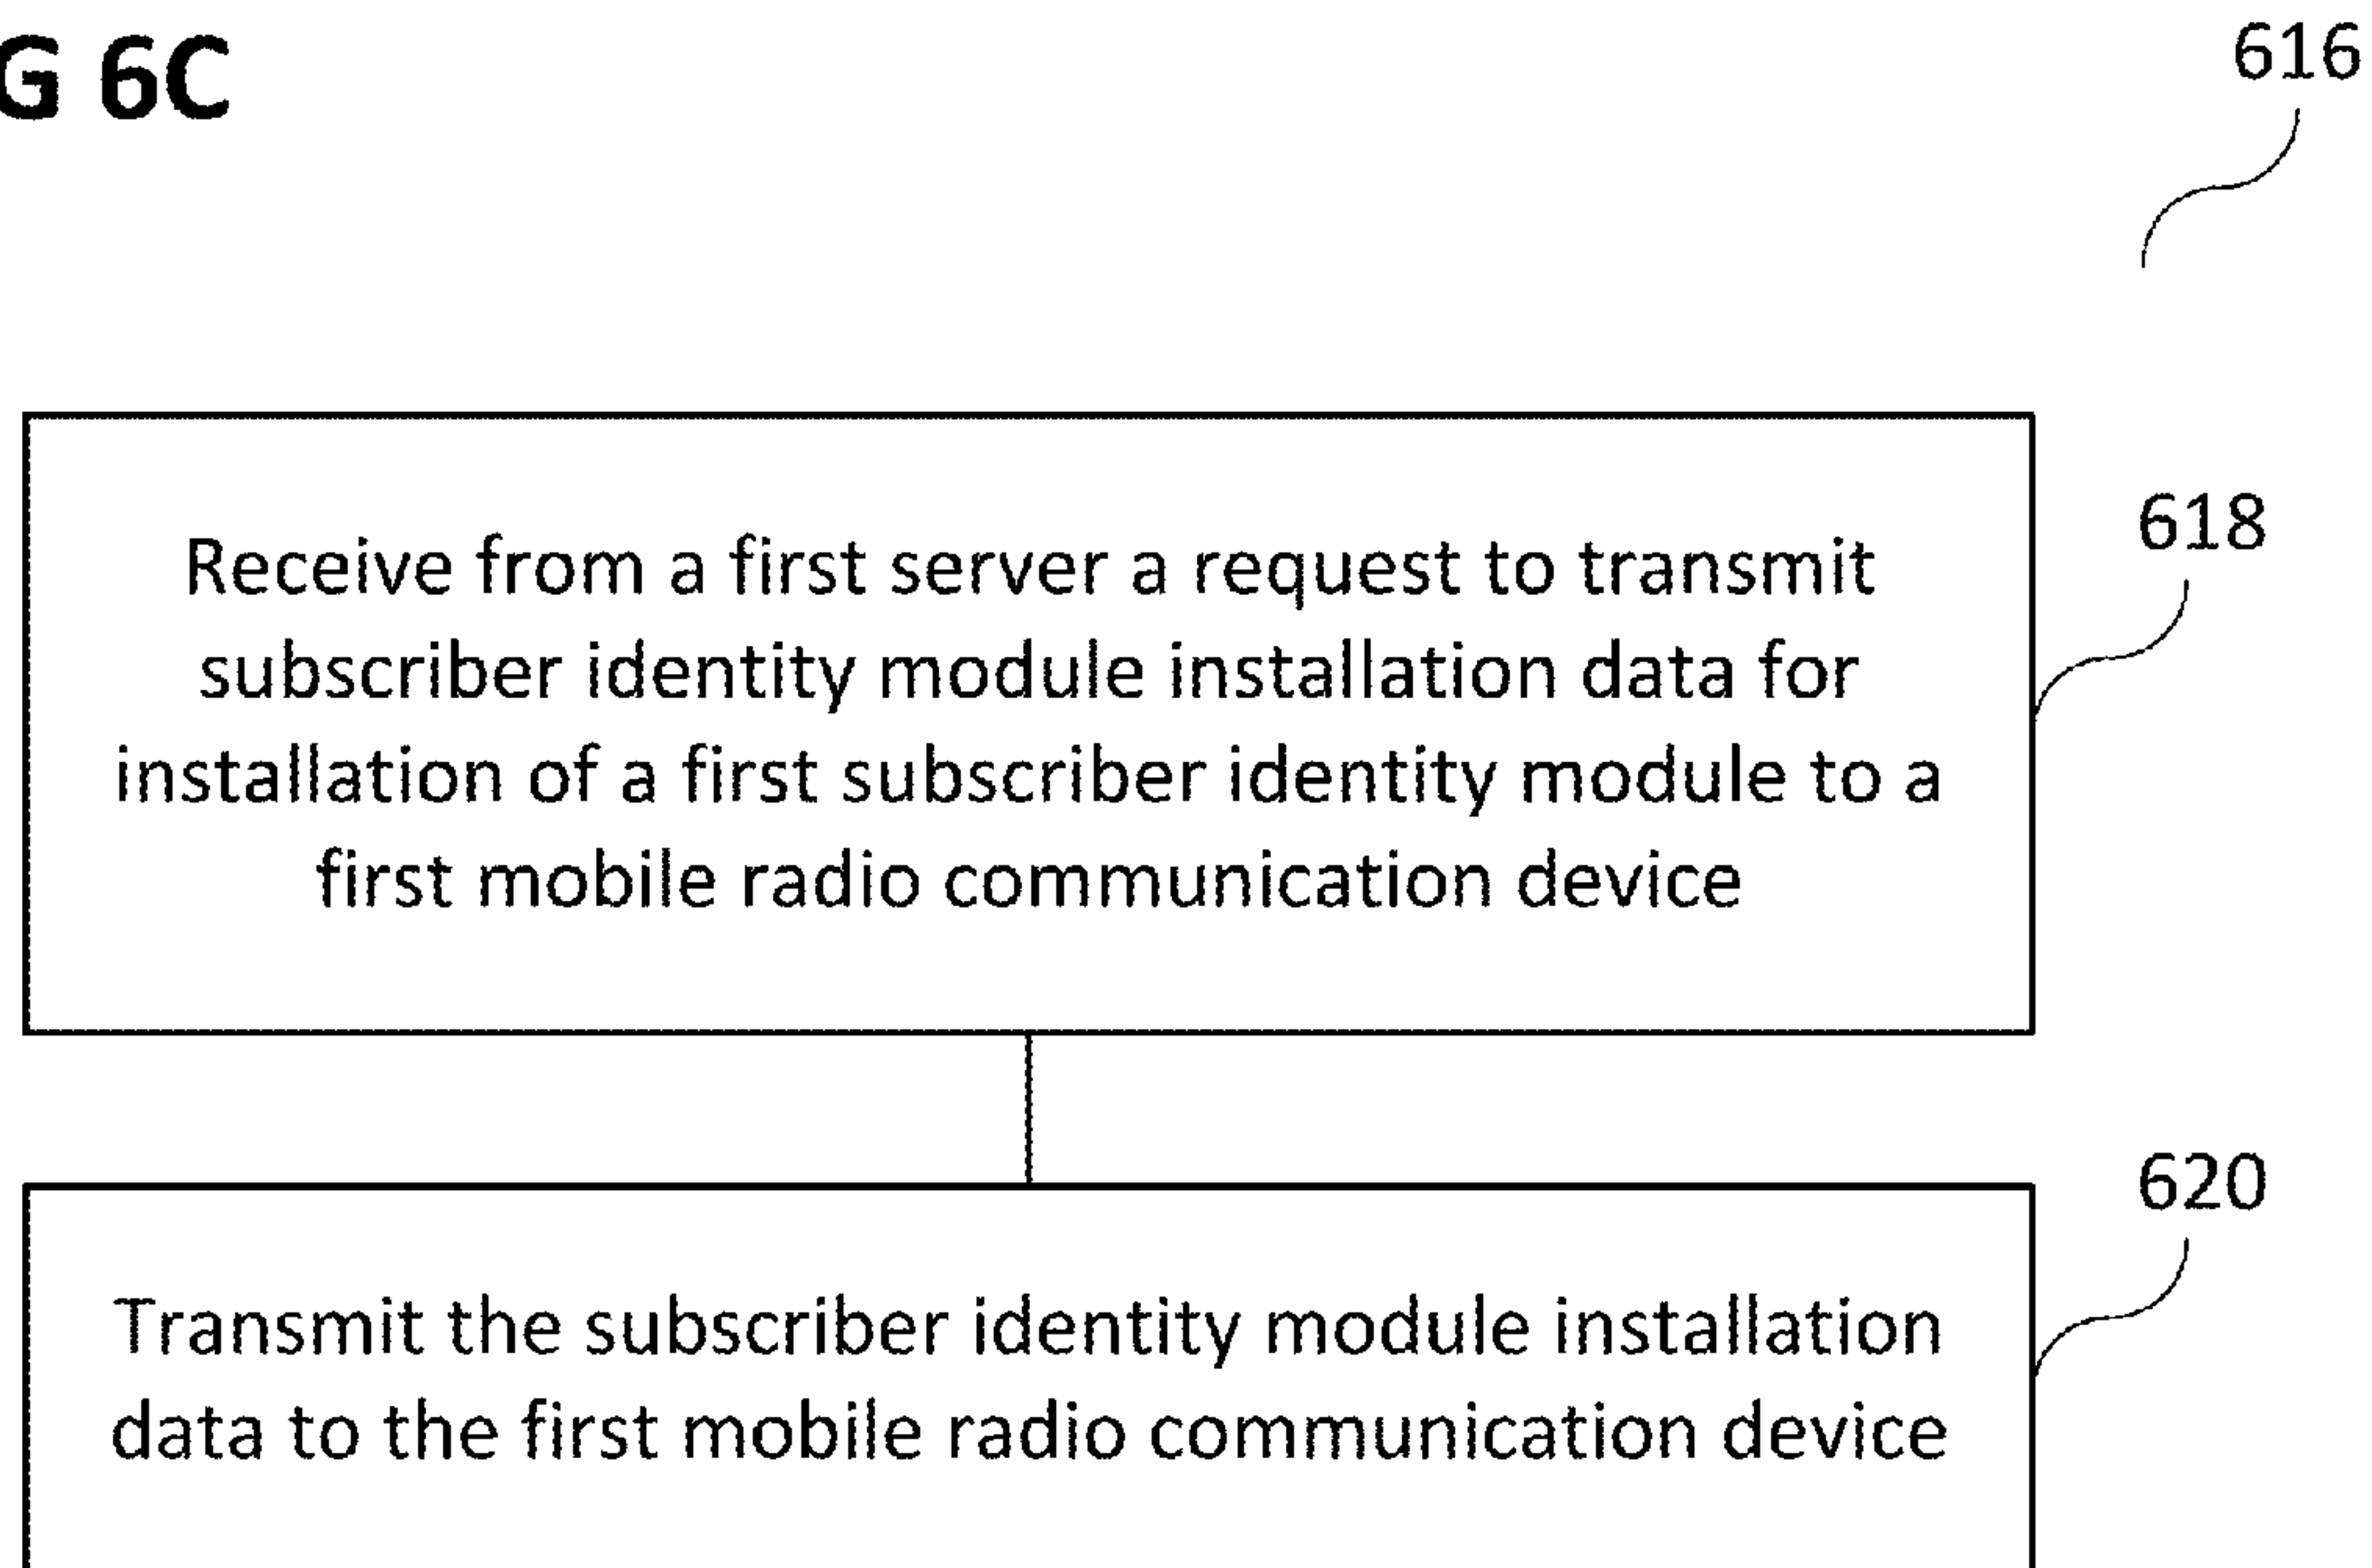 G 6C
616
618
Receive from a first server a request to transmit
subscriber identity module installation data for
installation of a first subscriber identity module to a
first mobile radio communication device
620
Transmit the subscriber identity module installation
data to the first mobile radio communication device